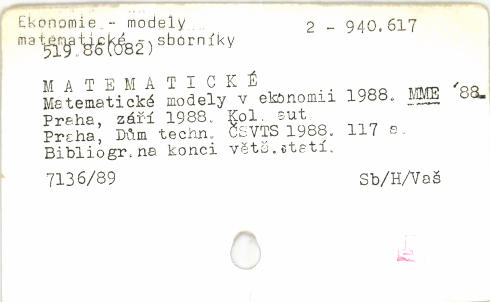 Ekonomie - modely
2 - 940.617
matematické - sborníky
519.86(082)
MATEMATICKÉ
Matematické modely v ekonomii 1988. MME ´88.
Praha, září 1988. Kol. aut.
Praha, Dům techn. ČSVTS 1988. 117 s.
Bibliogr.na konci větš.statí.
7136/89
Sb/H/Vaš